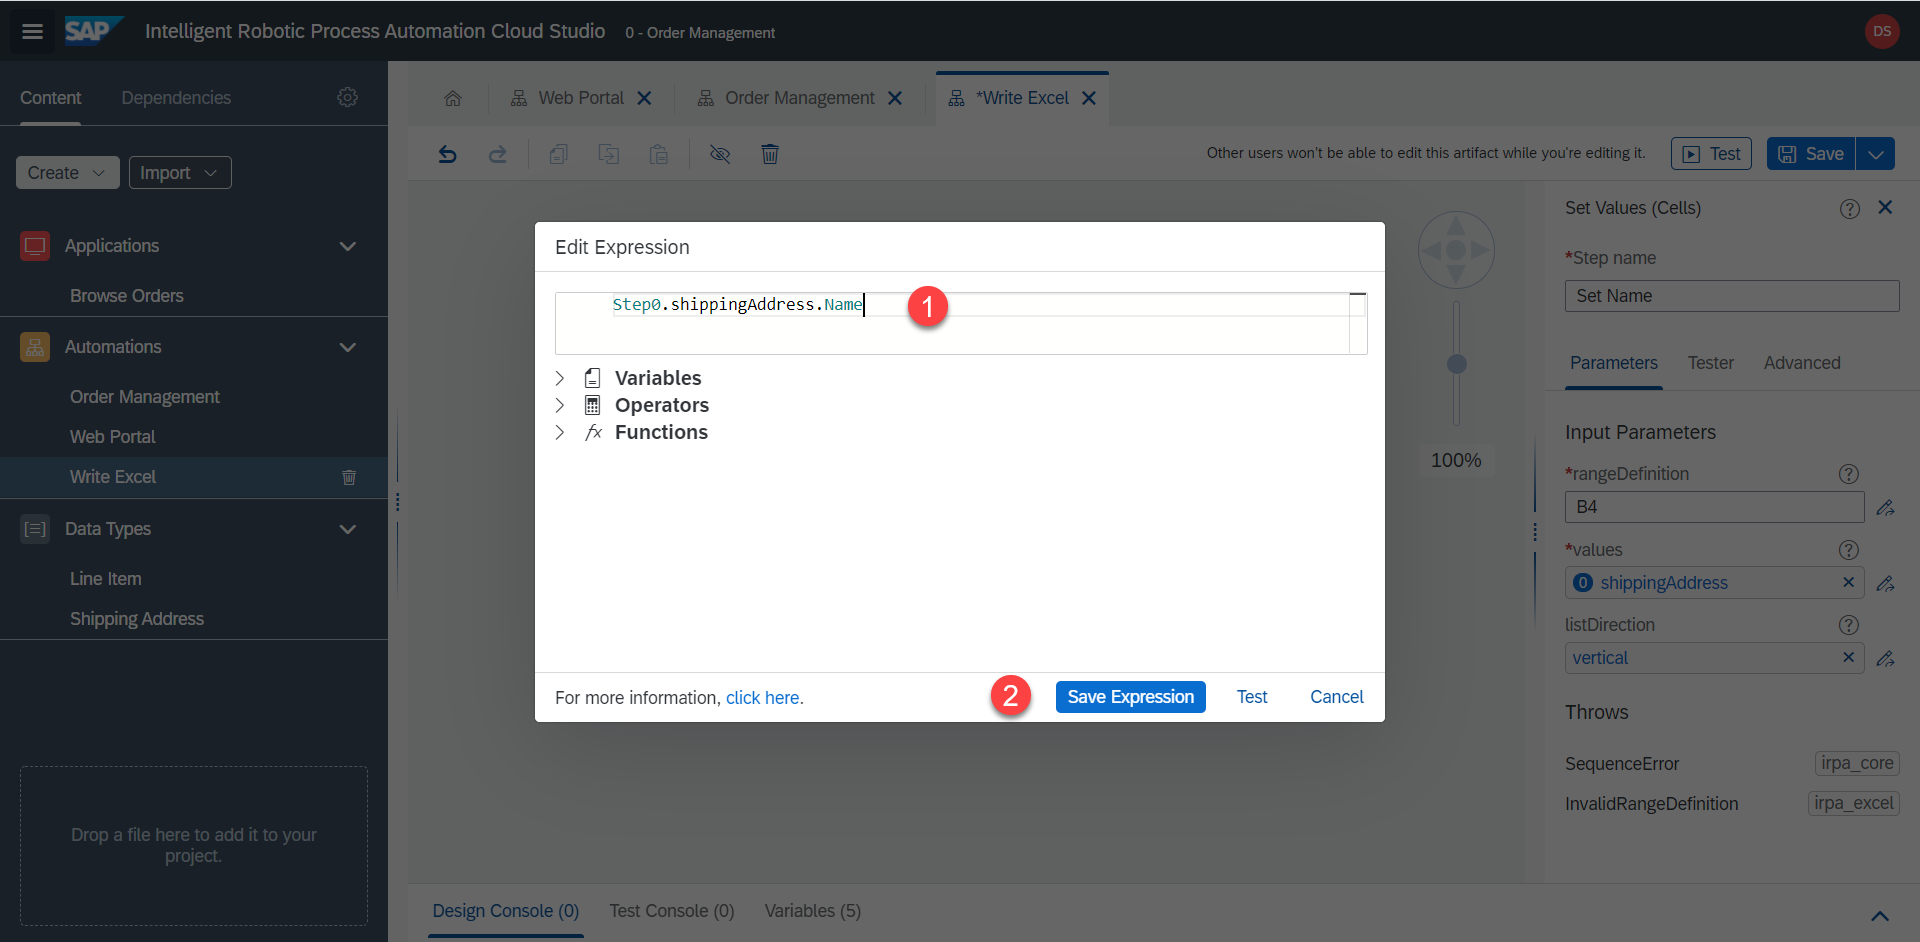 SAP
Intelligent Robotic Process Automation Cloud Studio
0 - Order Management
DS
Content
Dependencies
Web Portal
Order Management
*Write Excel
Create
Import
Other users won't be able to edit this artifact while you're editing it.
Test
Save
Applications
Browse Orders
Automations
Order Management
Web Portal
Write Excel
Data Types
Line Item
Shipping Address
Drop a file here to add it to your
project.
Edit Expression
Step0.shippingAddress.Name
1
Variables
Operators
fx Functions
For more information, click here.
2
Save Expression
Test
Cancel
100%
Set Values (Cells)
?
*Step name
Set Name
Parameters
Tester
Advanced
Input Parameters
*rangeDefinition
?
B4
*values
?
0 shippingAddress
listDirection
?
vertical
Throws
SequenceError
irpa_core
InvalidRangeDefinition
irpa_excel
Design Console (0)
Test Console (0)
Variables (5)